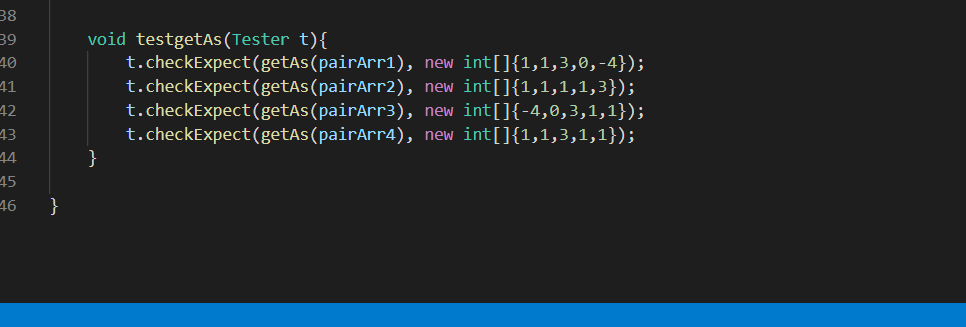 38
39 void testgetAs(Tester t){
40 t.checkExpect(getAs(pairArr1), new int[]{1,1,3,0,-4});
41 t.checkExpect(getAs(pairArr2), new int[]{1,1,1,1,3});
42 t.checkExpect(getAs(pairArr3), new int[]{-4,0,3,1,1});
43 t.checkExpect(getAs(pairArr4), new int[]{1,1,3,1,1});
44 }
45
46 }